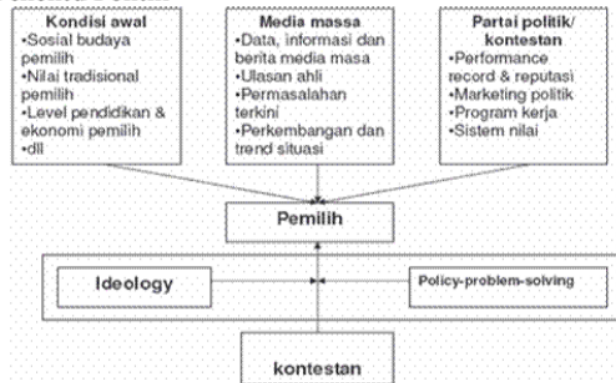 Kondisi awal
•Sosial budaya
pemilih
•Nilai tradisional
pemilih
•Level pendidikan &
ekonomi pemilih
•dll
Media massa
•Data, informasi dan
berita media masa
•Ulasan ahli
•Permasalahan
terkini
•Perkembangan dan
trend situasi
Partai politik/
kontestan
•Performance
record & reputasi
•Marketing politik
•Program kerja
•Sistem nilai
Pemilih
Ideology
Policy-problem-solving
kontestan